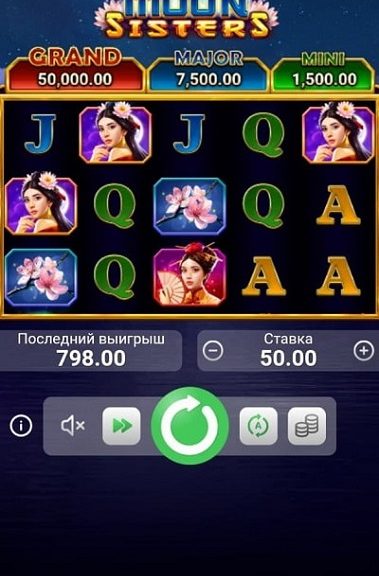 MOON
SISTERS
GRAND MAJOR MINI
50,000.00 7,500.00 1,500.00
J J Q
Q Q A
Q A A
Последний выигрыш Ставка
798.00 50.00
i A